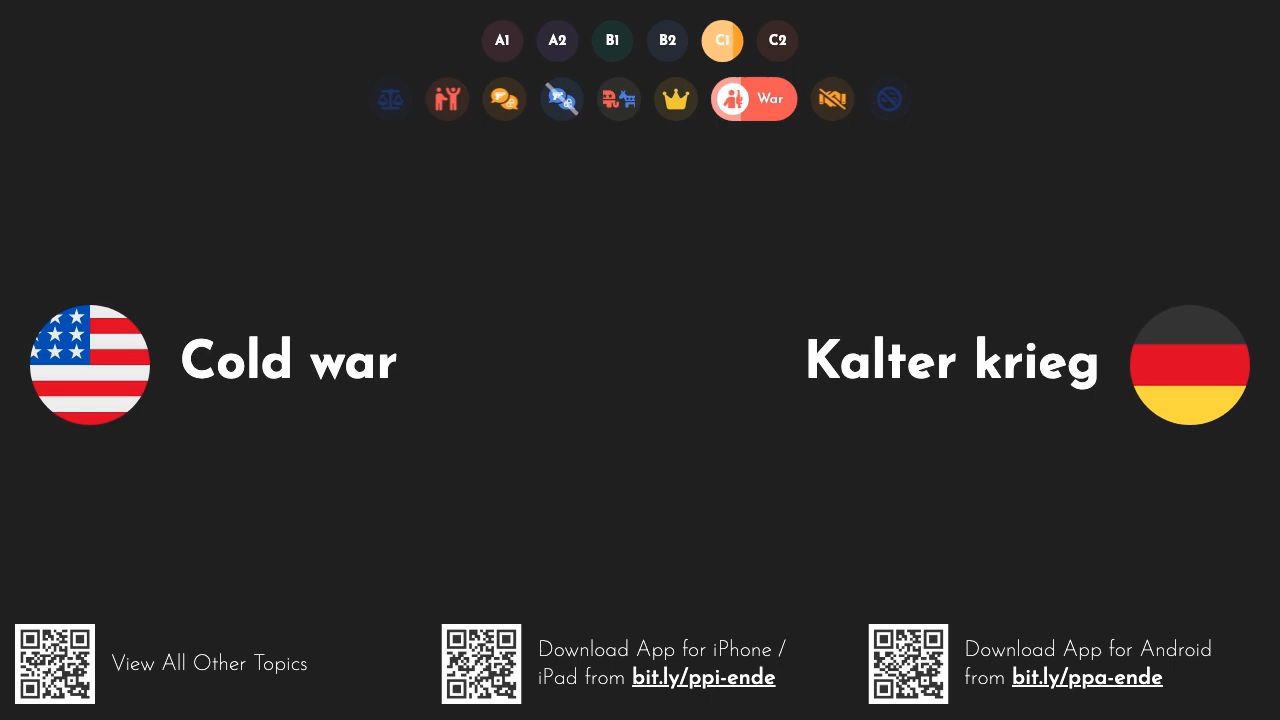 A1 A2 B1 B2 C1 C2
War
Cold war
Kalter krieg
View All Other Topics
Download App for iPhone /
iPad from bit.ly/ppi-ende
Download App for Android
from bit.ly/ppa-ende